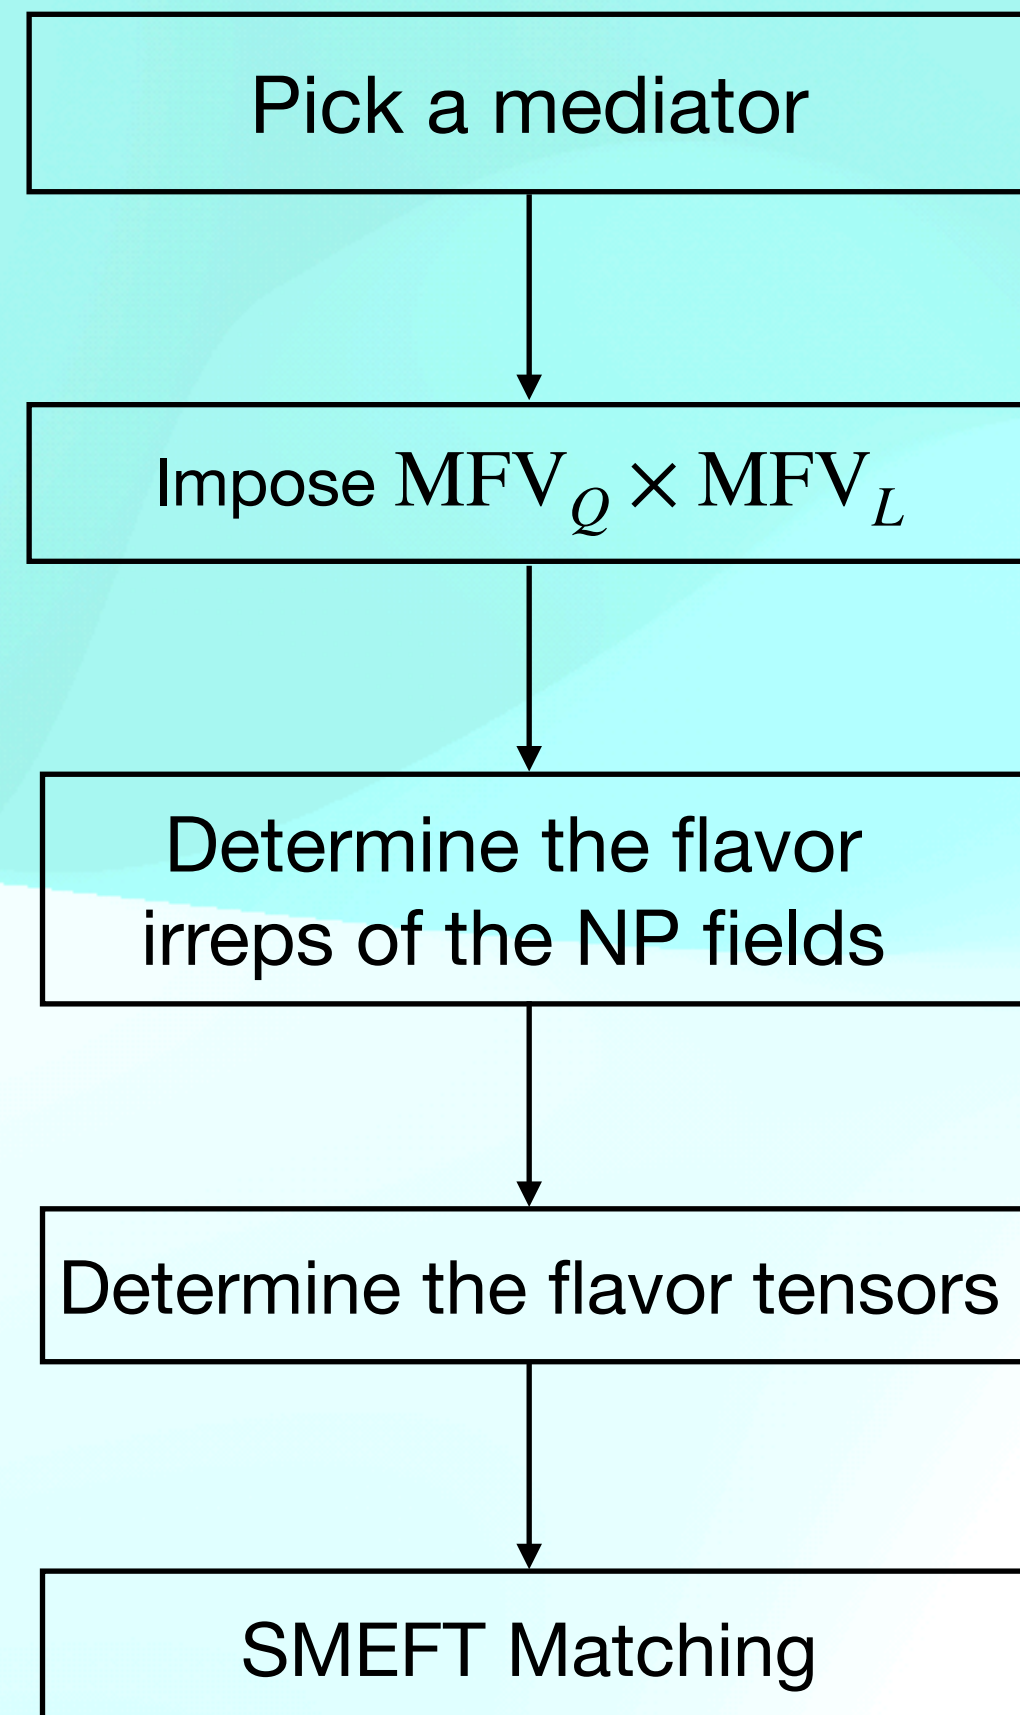 Pick a mediator
Impose MFV_Q × MFV_L
Determine the flavor
irreps of the NP fields
Determine the flavor tensors
SMEFT Matching